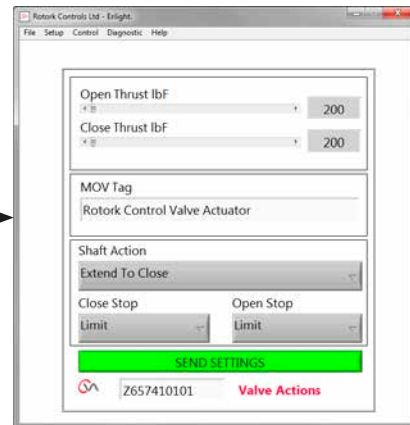 Rotork Controls Ltd - Enlight.
File Setup Control Diagnostic Help
Open Thrust lbF
200
Close Thrust lbF
200
MOV Tag
Rotork Control Valve Actuator
Shaft Action
Extend To Close
Close Stop Open Stop
Limit Limit
SEND SETTINGS
Z657410101 Valve Actions